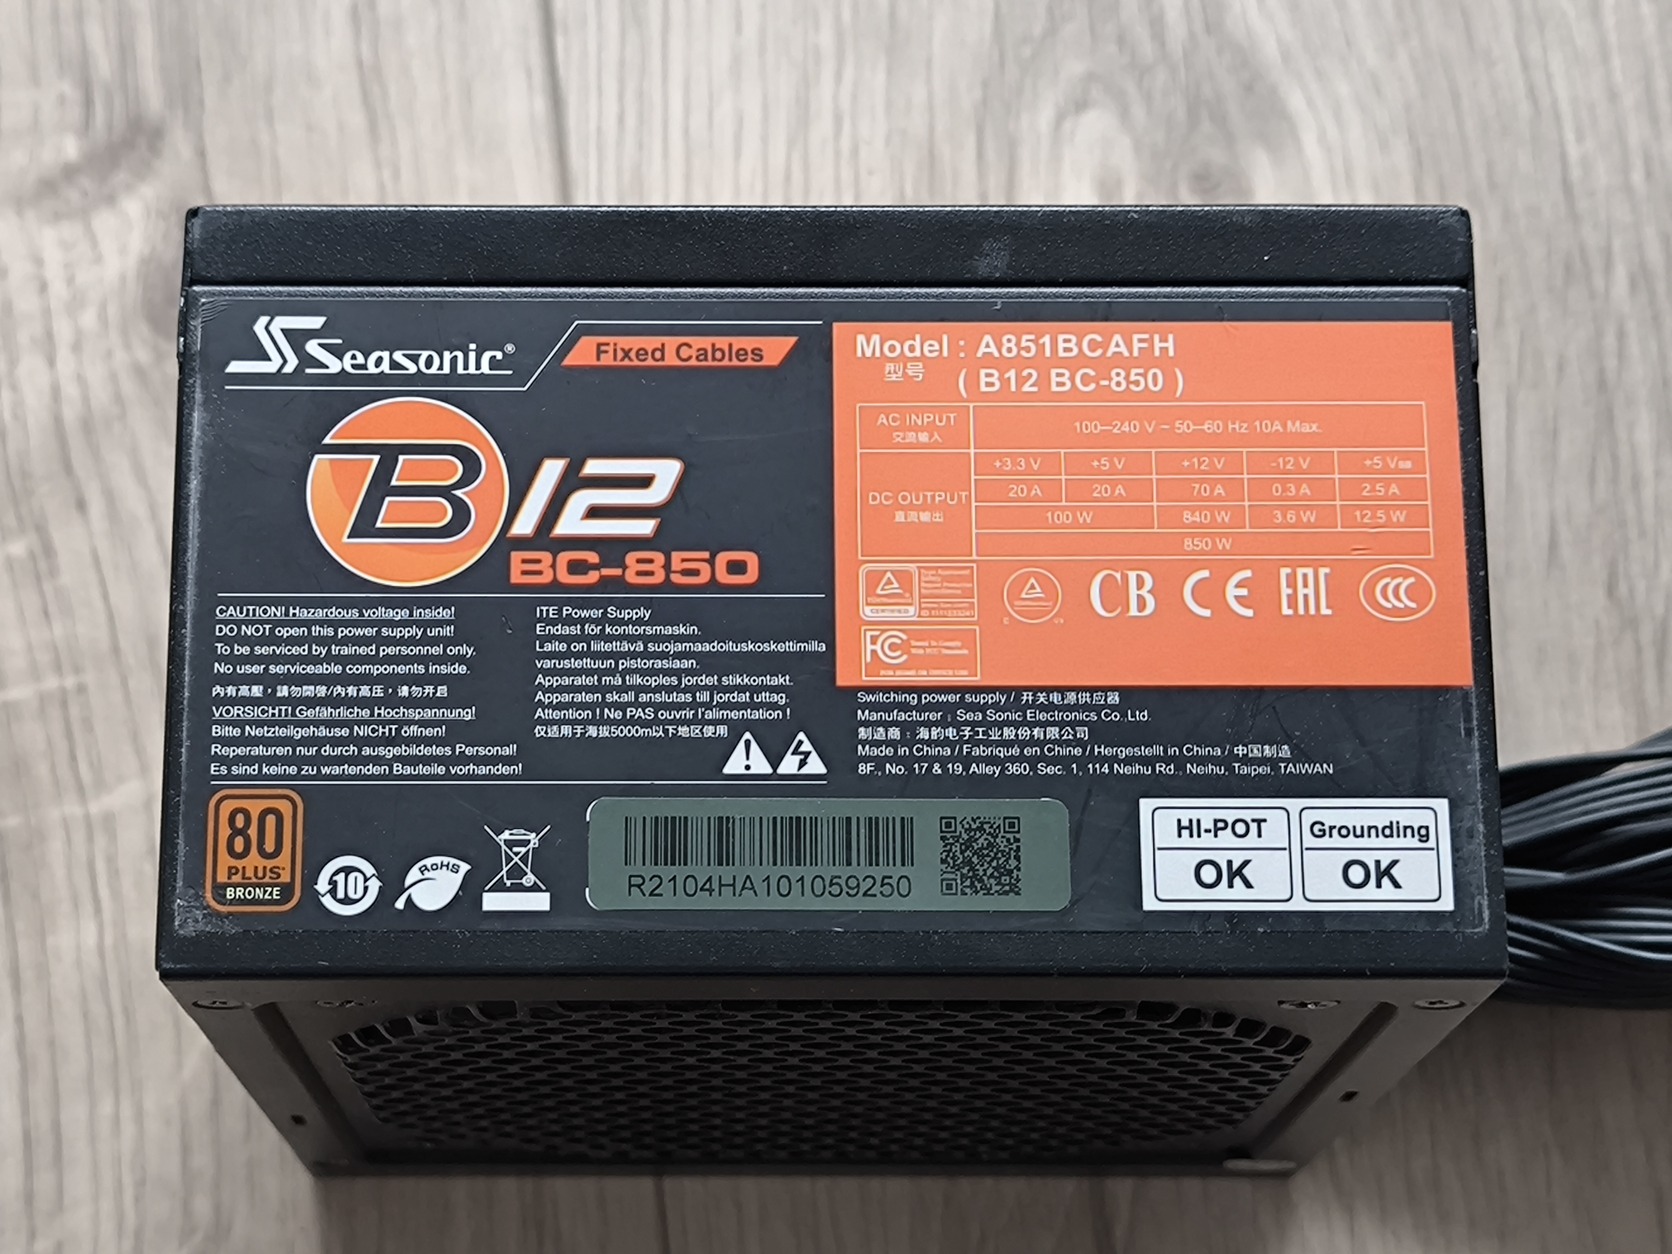 Seasonic®
Fixed Cables
B12
BC-850
CAUTION! Hazardous voltage inside!
DO NOT open this power supply unit!
To be serviced by trained personnel only.
No user serviceable components inside.
內有高壓，請勿開啓/内有高压，请勿开启
VORSICHT! Gefährliche Hochspannung!
Bitte Netzteilgehäuse NICHT öffnen!
Reperaturen nur durch ausgebildetes Personal!
Es sind keine zu wartenden Bauteile vorhanden!
ITE Power Supply
Endast för kontorsmaskin.
Laite on liitettävä suojamaadoituskoskettimilla
varustettuun pistorasiaan.
Apparatet må tilkoples jordet stikkontakt.
Apparaten skall anslutas till jordat uttag.
Attention ! Ne PAS ouvrir l'alimentation !
仅适用于海拔5000m以下地区使用
Model : A851BCAFH
型号 ( B12 BC-850 )
AC INPUT 100–240 V ~ 50–60 Hz 10A Max.
交流输入
+3.3 V +5 V +12 V -12 V +5 VSB
DC OUTPUT 20 A 20 A 70 A 0.3 A 2.5 A
直流输出 100 W 840 W 3.6 W 12.5 W
850 W
CERTIFIED
CB CE EAC CCC
FC
Switching power supply / 开关电源供应器
Manufacturer : Sea Sonic Electronics Co.,Ltd.
制造商：海韵电子工业股份有限公司
Made in China / Fabriqué en Chine / Hergestellt in China / 中国制造
8F., No. 17 & 19, Alley 360, Sec. 1, 114 Neihu Rd., Neihu, Taipei, TAIWAN
80
PLUS
BRONZE
10
RoHS
R2104HA101059250
HI-POT
OK
Grounding
OK